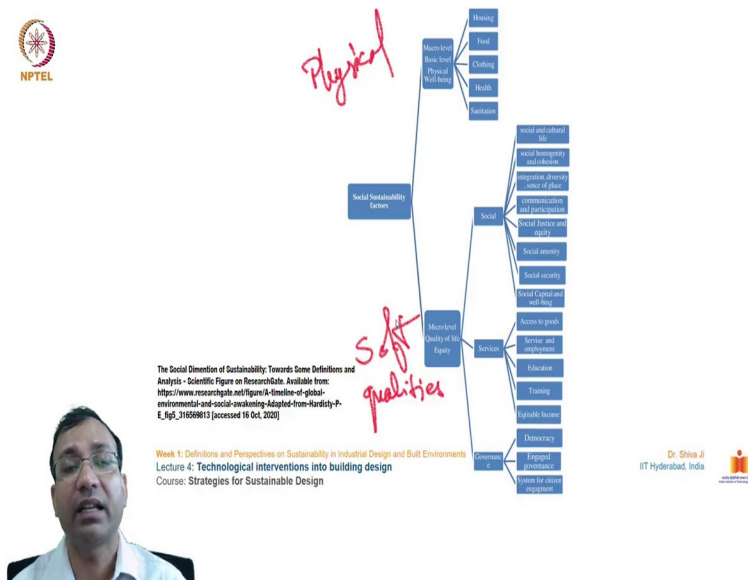 NPTEL
Physical
Soft
qualities
Social Sustainability
factors
Macro level
Basic level
Physical
Well-being
Housing
Food
Clothing
Health
Sanitation
Micro level
Quality of life
Equity
Social
social and cultural
life
social homogenity
and cohesion
integration, diversity
, sence of place
communication
and participation
Social Justice and
equity
Social amenity
Social security
Social Capital and
well-bing
Services
Access to goods
Servise and
employment
Education
Training
Equitable Income
Governanc
e
Democracy
Engaged
governance
System for citizen
engagment
The Social Dimention of Sustainability: Towards Some Definitions and
Analysis - Scientific Figure on ResearchGate. Available from:
https://www.researchgate.net/figure/A-timeline-of-global-
environmental-and-social-awakening-Adapted-from-Hardisty-P-
E_fig5_316569813 [accessed 16 Oct, 2020]
Week 1: Definitions and Perspectives on Sustainability in Industrial Design and Built Environments
Lecture 4: Technological interventions into building design
Course: Strategies for Sustainable Design
Dr. Shiva Ji
IIT Hyderabad, India